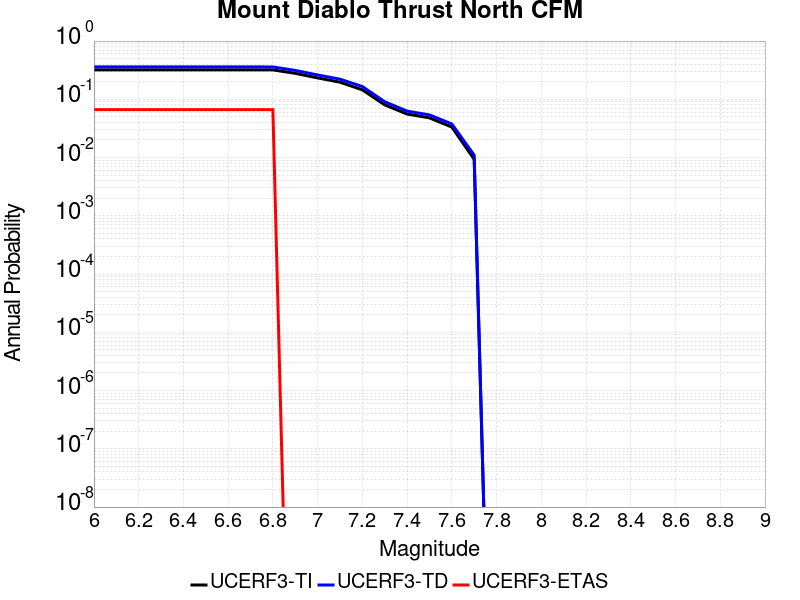 Mount Diablo Thrust North CFM
10^0
10^-1
10^-2
10^-3
10^-4
10^-5
10^-6
10^-7
10^-8
Annual Probability
6 6.2 6.4 6.6 6.8 7 7.2 7.4 7.6 7.8 8 8.2 8.4 8.6 8.8 9
Magnitude
UCERF3-TI UCERF3-TD UCERF3-ETAS